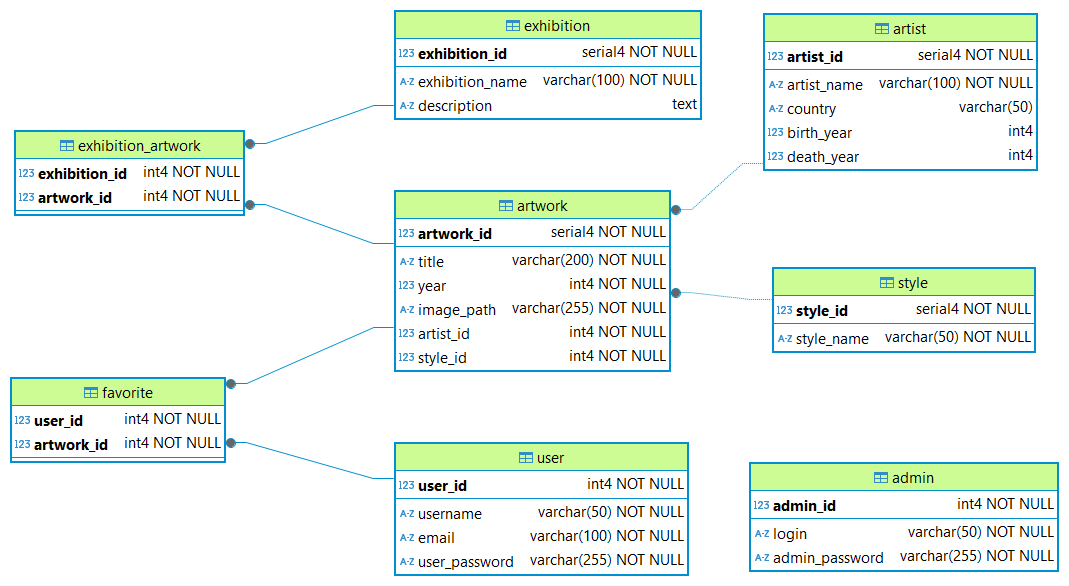 exhibition
123 exhibition_id serial4 NOT NULL
A-Z exhibition_name varchar(100) NOT NULL
A-Z description text
artist
123 artist_id serial4 NOT NULL
A-Z artist_name varchar(100) NOT NULL
A-Z country varchar(50)
123 birth_year int4
123 death_year int4
exhibition_artwork
123 exhibition_id int4 NOT NULL
123 artwork_id int4 NOT NULL
artwork
123 artwork_id serial4 NOT NULL
A-Z title varchar(200) NOT NULL
123 year int4 NOT NULL
A-Z image_path varchar(255) NOT NULL
123 artist_id int4 NOT NULL
123 style_id int4 NOT NULL
style
123 style_id serial4 NOT NULL
A-Z style_name varchar(50) NOT NULL
favorite
123 user_id int4 NOT NULL
123 artwork_id int4 NOT NULL
user
123 user_id int4 NOT NULL
A-Z username varchar(50) NOT NULL
A-Z email varchar(100) NOT NULL
A-Z user_password varchar(255) NOT NULL
admin
123 admin_id int4 NOT NULL
A-Z login varchar(50) NOT NULL
A-Z admin_password varchar(255) NOT NULL